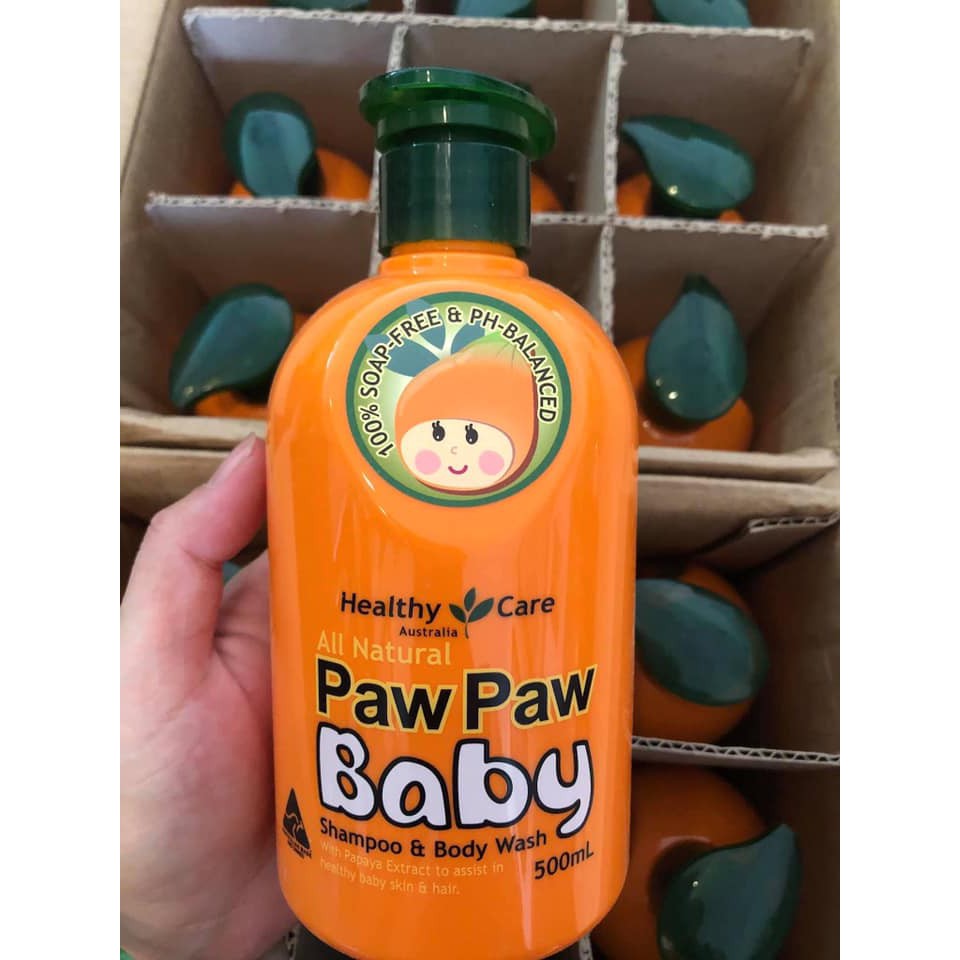 100% SOAP-FREE & PH-BALANCED
Healthy Care
Australia
All Natural
Paw Paw
Baby
Shampoo & Body Wash
500mL
With Papaya Extract to assist in
healthy baby skin & hair.